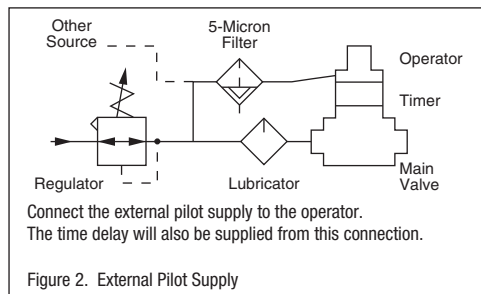 Other
Source
5-Micron
Filter
Operator
Timer
Main
Valve
Regulator
Lubricator
Connect the external pilot supply to the operator.
The time delay will also be supplied from this connection.
Figure 2. External Pilot Supply